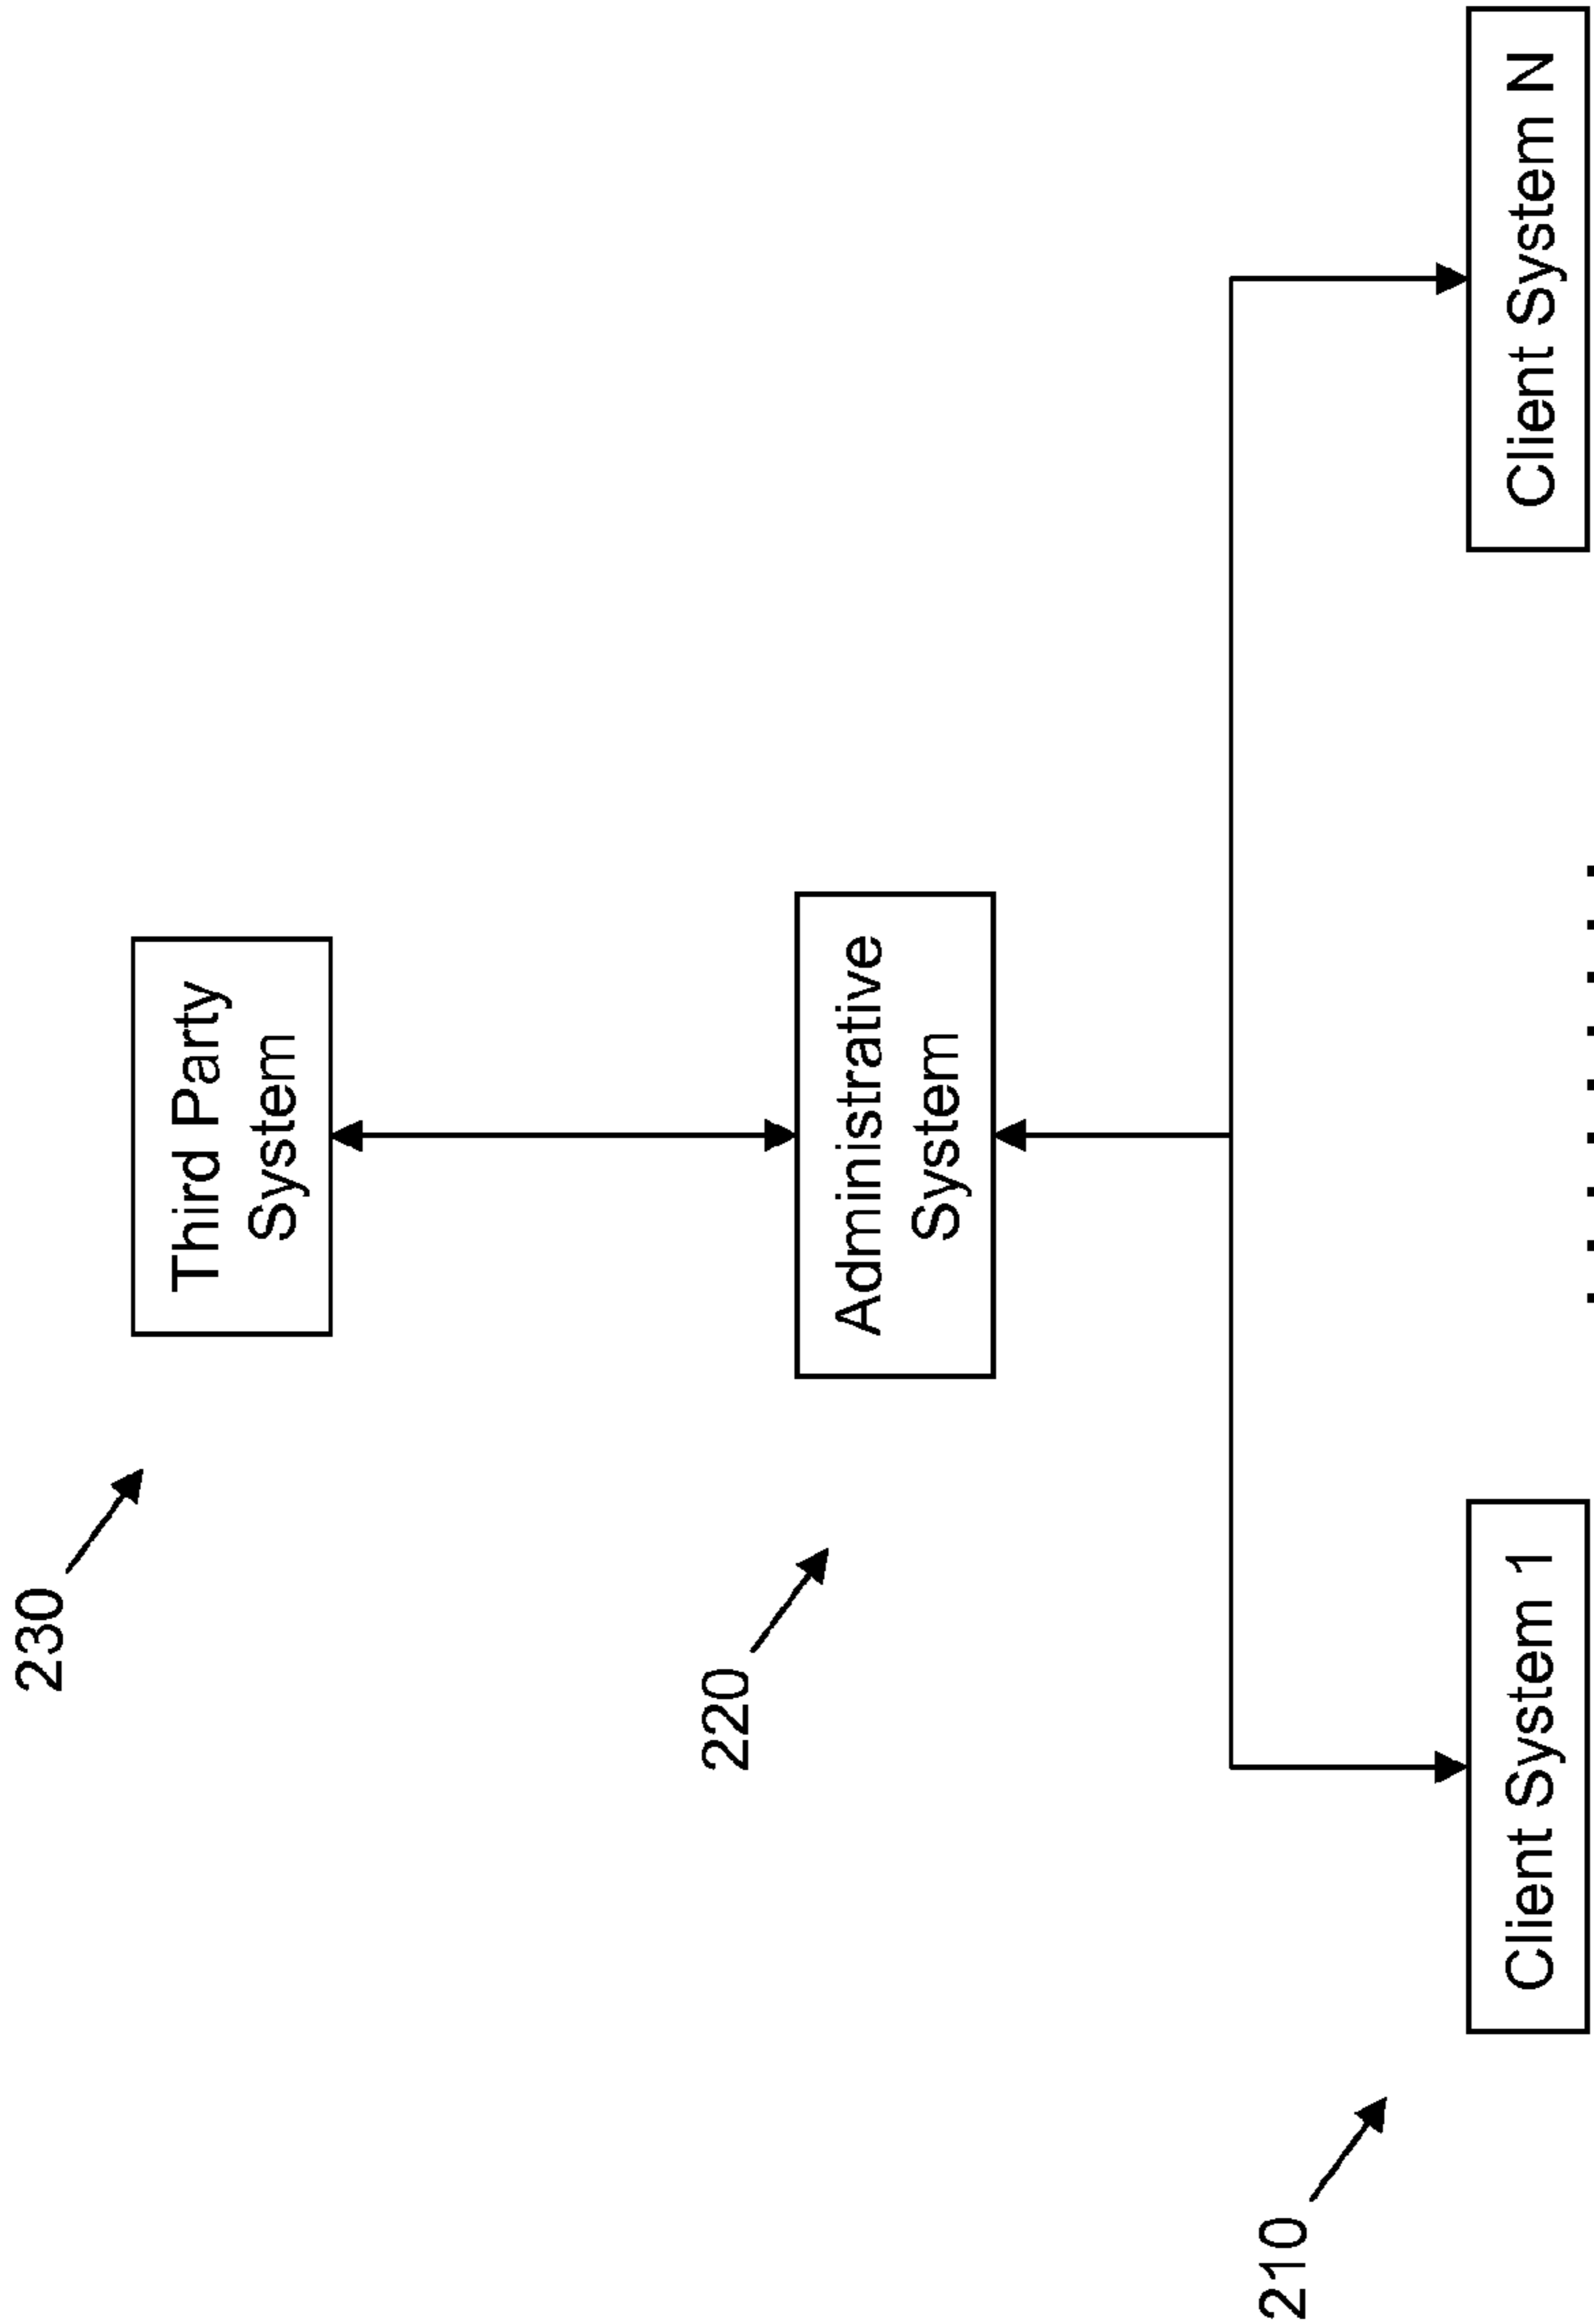 230
Third Party
System
220
Administrative
System
210
Client System 1
Client System N